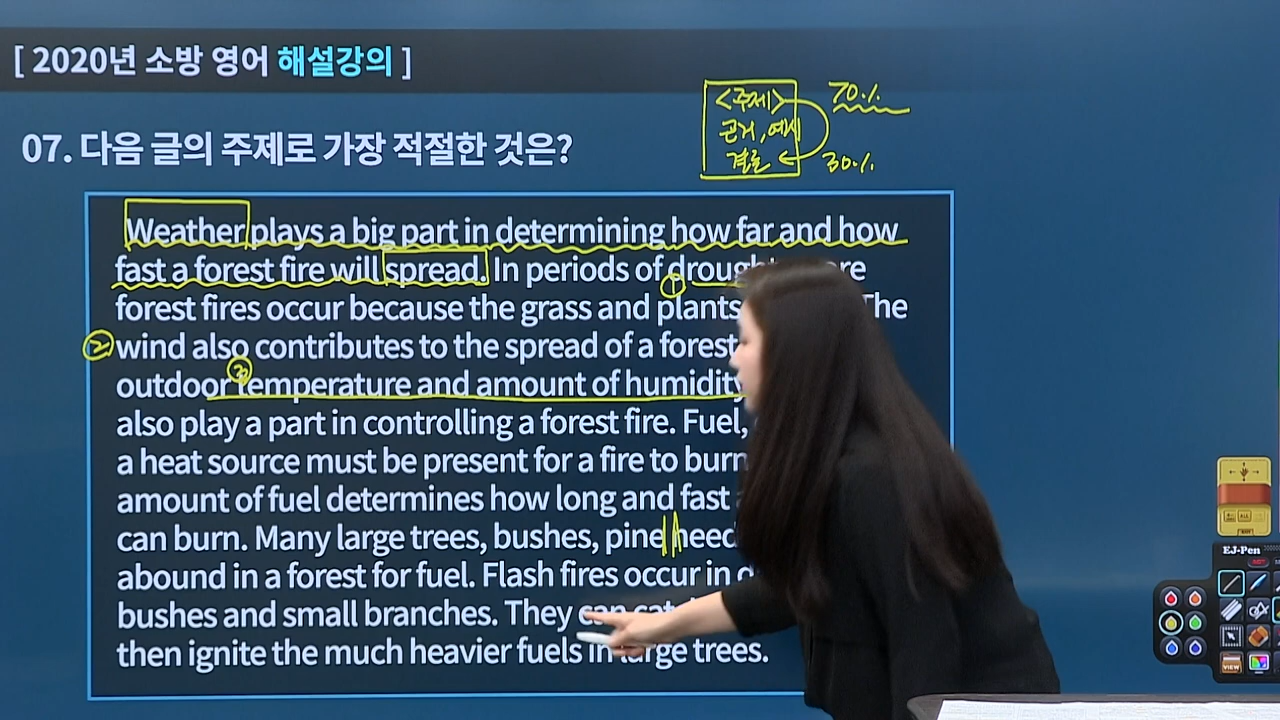 [ 2020년 소방 영어 해설강의 ]
<주제> 70%
근거, 예시
결론 30%
07. 다음 글의 주제로 가장 적절한 것은?
Weather plays a big part in determining how far and how
fast a forest fire will spread. In periods of
forest fires occur because the grass and plants The
② wind also contributes to the spread of a forest
①
③
outdoor temperature and amount of humidity
also play a part in controlling a forest fire. Fuel,
a heat source must be present for a fire to burn
amount of fuel determines how long and fast
can burn. Many large trees, bushes, pine
abound in a forest for fuel. Flash fires occur in
bushes and small branches. They can
then ignite the much heavier fuels in large trees.
EJ-Pen
VIEW